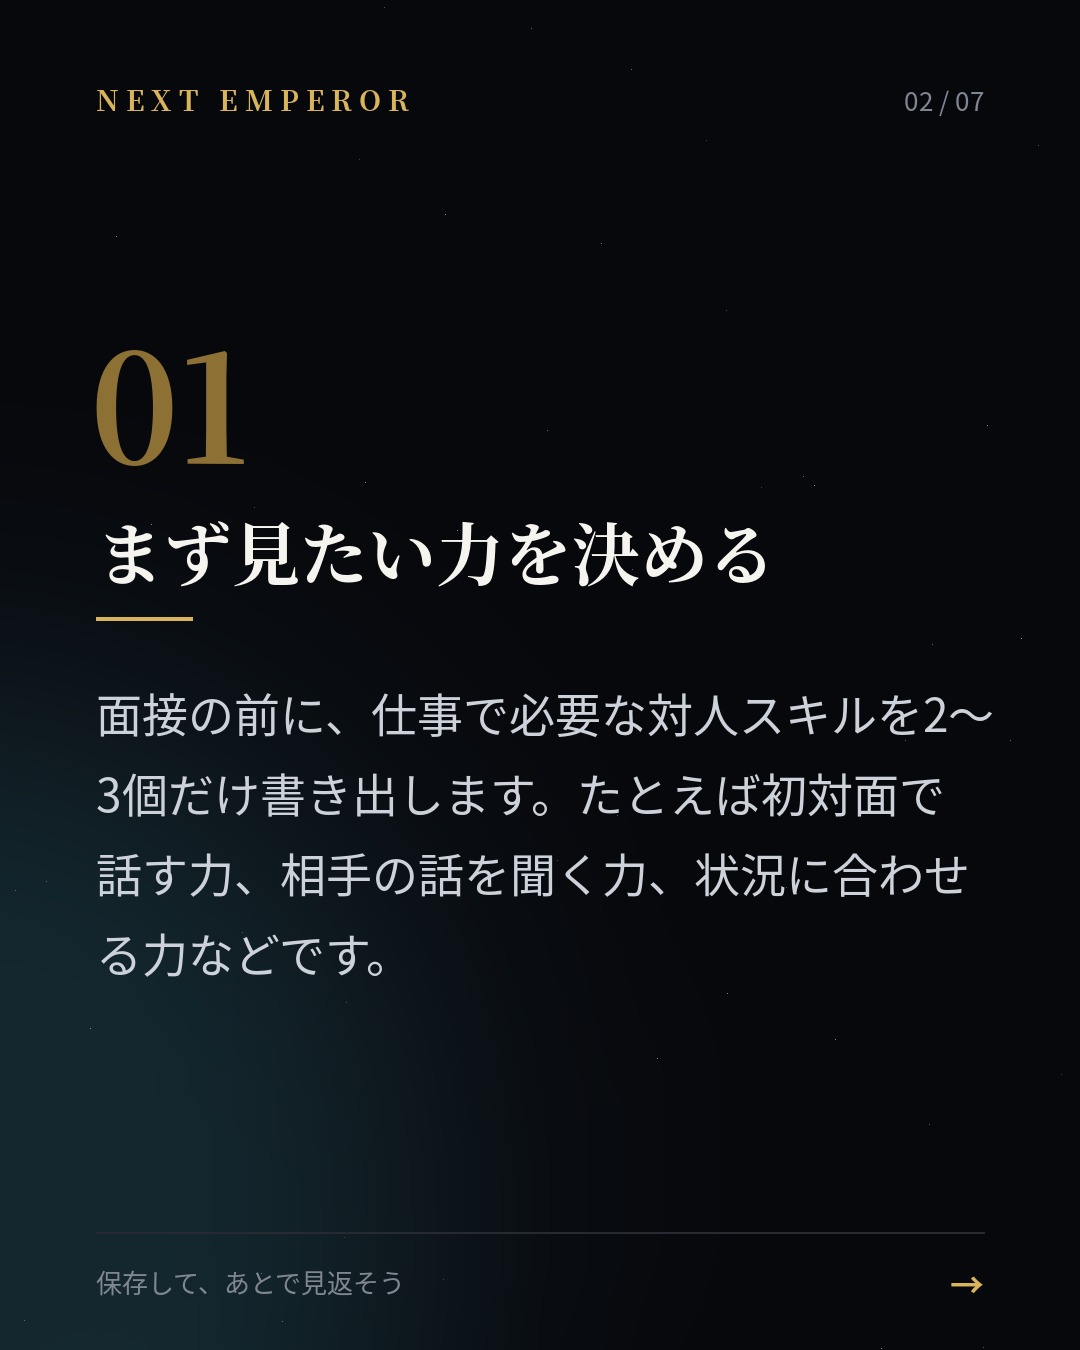 NEXT EMPEROR
02 / 07
01
まず見たい力を決める
面接の前に、仕事で必要な対人スキルを2〜
3個だけ書き出します。たとえば初対面で
話す力、相手の話を聞く力、状況に合わせ
る力などです。
保存して、あとで見返そう
→